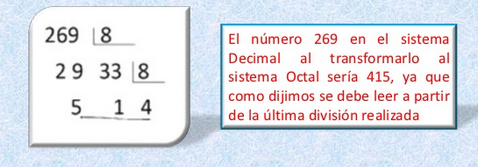 269 8
29 33 8
5 1 4
El número 269 en el sistema
Decimal al transformarlo al
sistema Octal sería 415, ya que
como dijimos se debe leer a partir
de la última división realizada